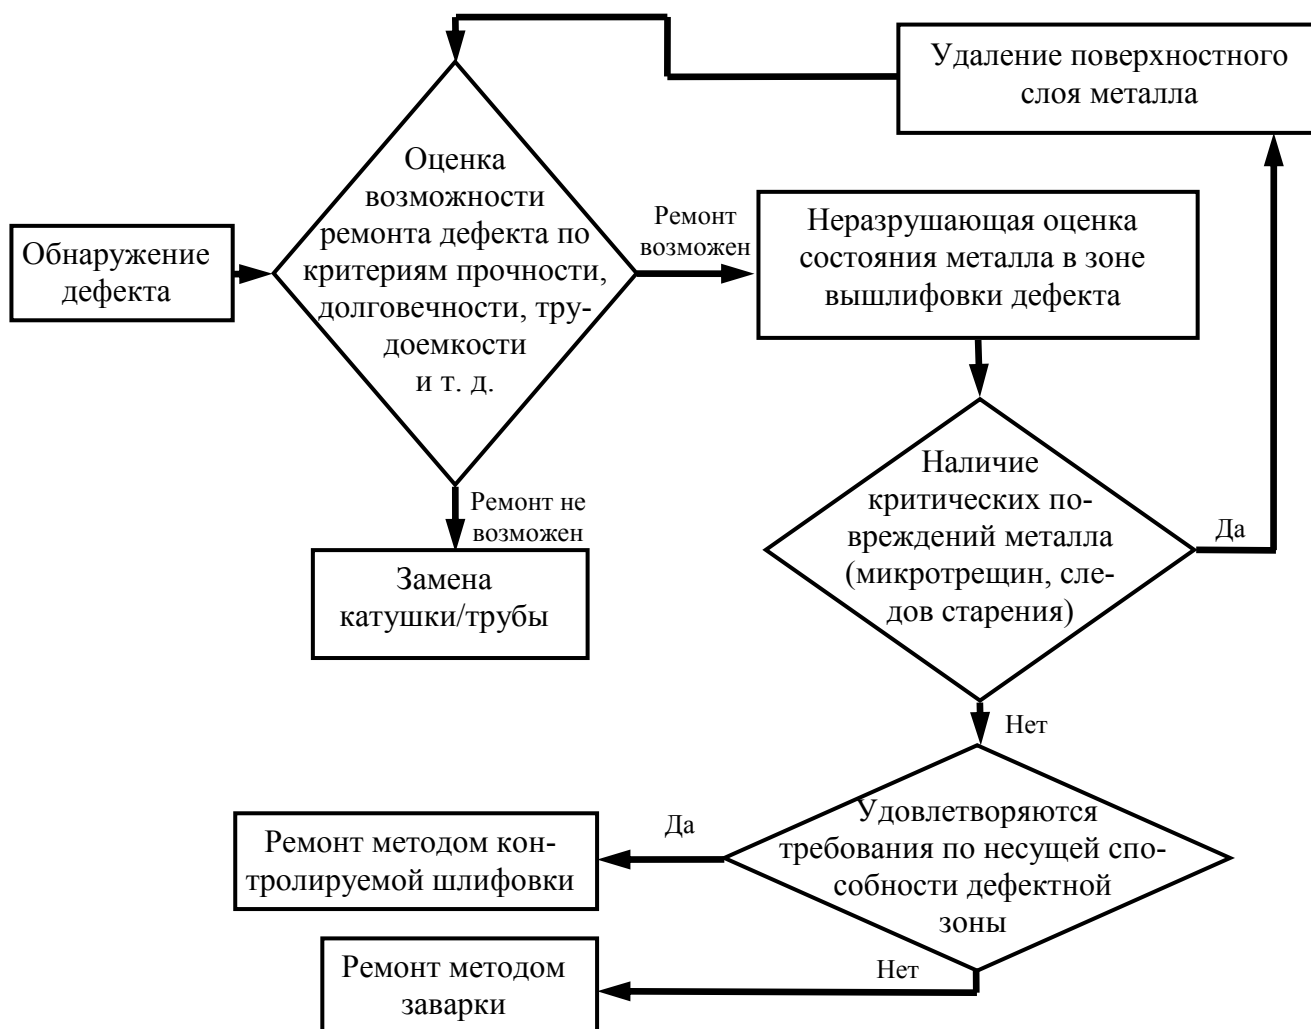 Удаление поверхностного
слоя металла
Оценка
возможности
ремонта дефекта по
критериям прочности,
долговечности, тру-
доемкости
и т. д.
Обнаружение
дефекта
Ремонт
возможен
Неразрушающая оценка
состояния металла в зоне
вышлифовки дефекта
Ремонт не
возможен
Замена
катушки/трубы
Наличие
критических по-
вреждений металла
(микротрещин, сле-
дов старения)
Да
Нет
Удовлетворяются
требования по несущей спо-
собности дефектной
зоны
Да
Ремонт методом кон-
тролируемой шлифовки
Нет
Ремонт методом
заварки